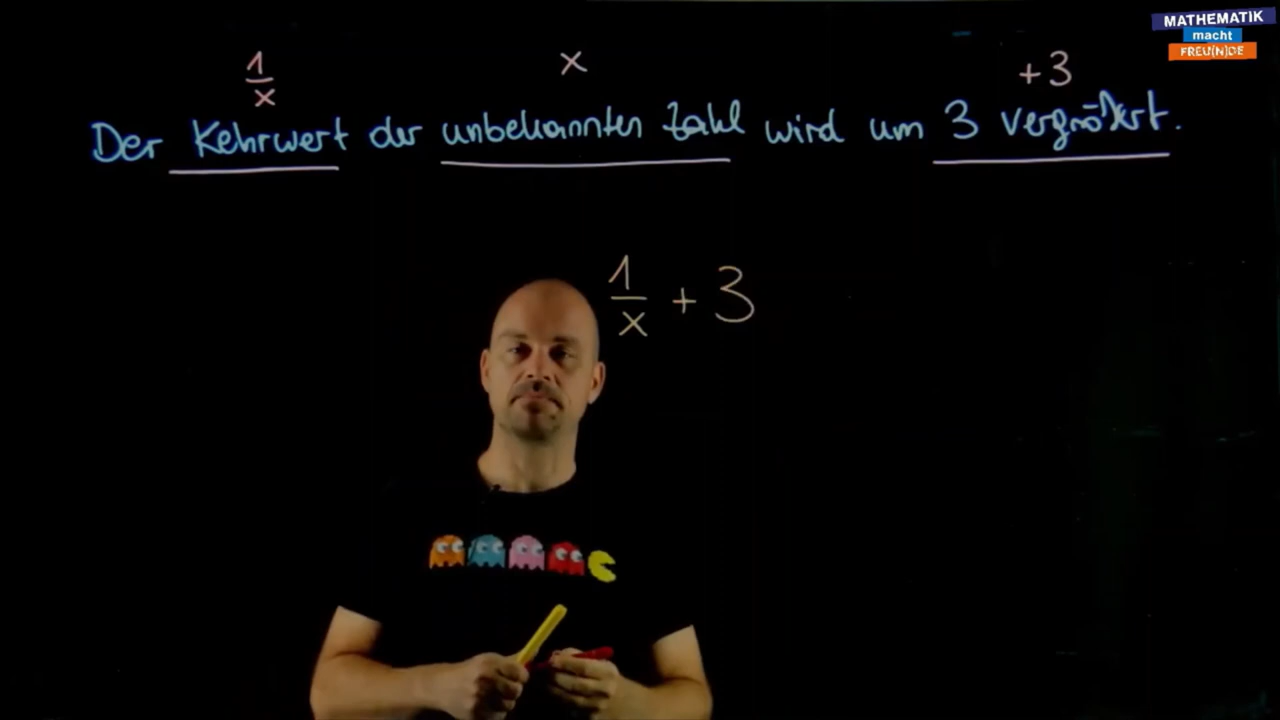 MATHEMATIK
macht
FREU(N)DE
1/x x +3
Der Kehrwert der unbekannten Zahl wird um 3 vergrößert.
1/x + 3